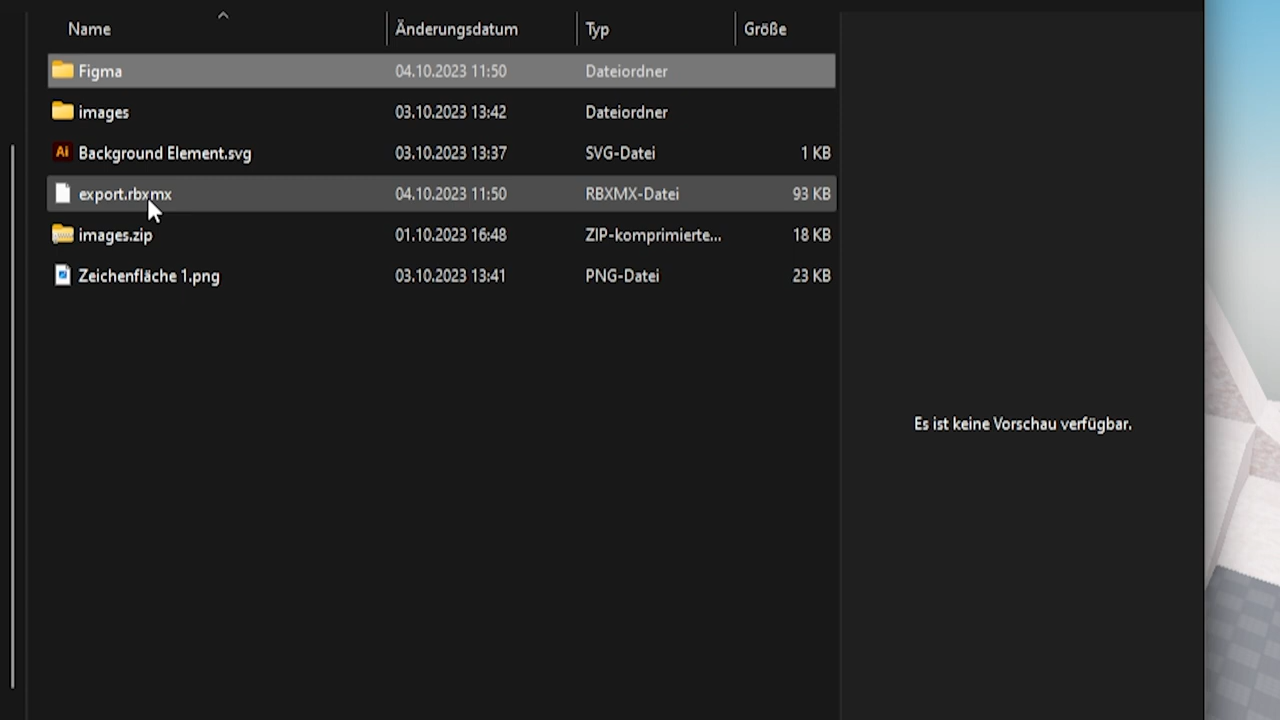 Name Änderungsdatum Typ Größe
Figma 04.10.2023 11:50 Dateiordner
images 03.10.2023 13:42 Dateiordner
Ai Background Element.svg 03.10.2023 13:37 SVG-Datei 1 KB
export.rbxmx 04.10.2023 11:50 RBXMX-Datei 93 KB
images.zip 01.10.2023 16:48 ZIP-komprimierte... 18 KB
Zeichenfläche 1.png 03.10.2023 13:41 PNG-Datei 23 KB
Es ist keine Vorschau verfügbar.